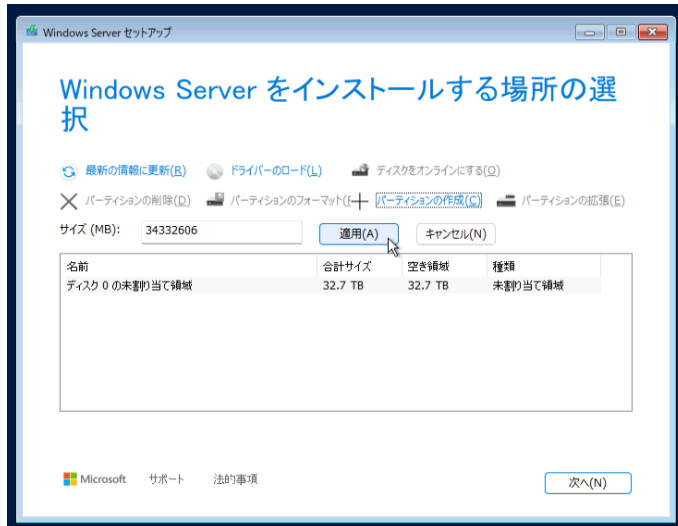 Windows Server セットアップ
Windows Server をインストールする場所の選
択
最新の情報に更新(R) ドライバーのロード(L) ディスクをオンラインにする(O)
パーティションの削除(D) パーティションのフォーマット(F パーティションの作成(C) パーティションの拡張(E)
サイズ (MB): 34332606 適用(A) キャンセル(N)
名前 合計サイズ 空き領域 種類
ディスク 0 の未割り当て領域 32.7 TB 32.7 TB 未割り当て領域
Microsoft サポート 法的事項
次へ(N)